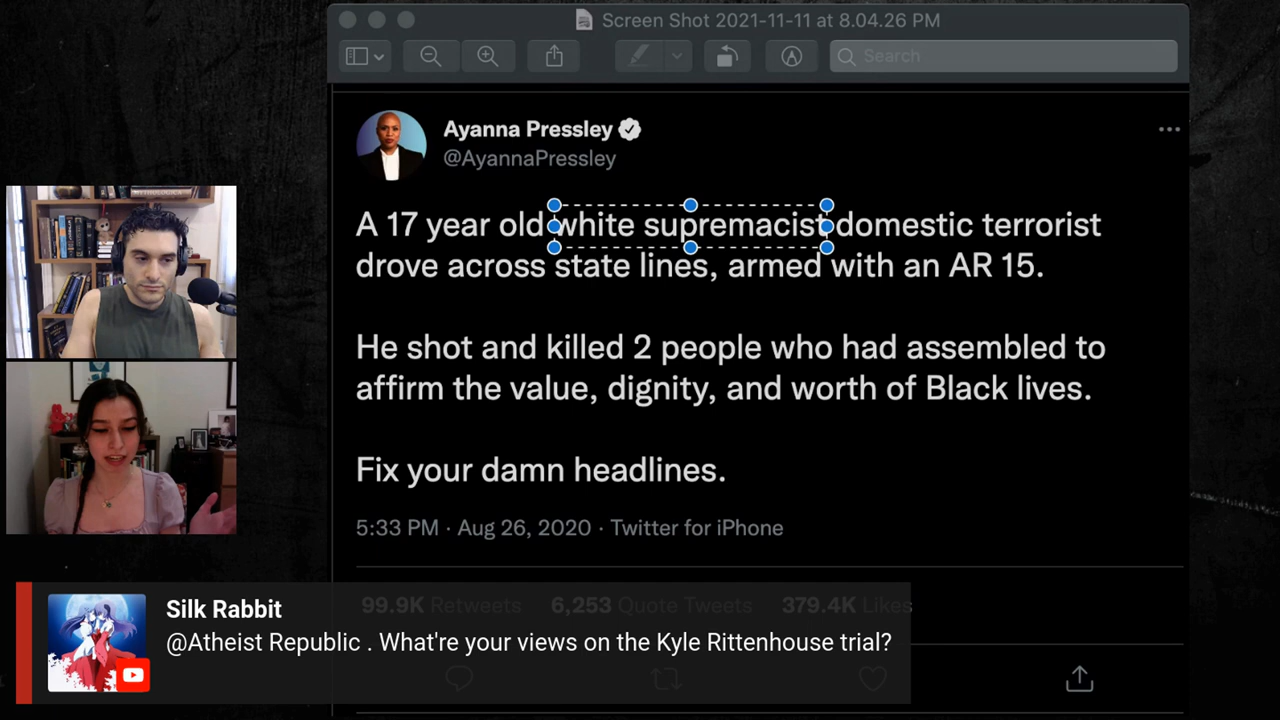 Screen Shot 2021-11-11 at 8.04.26 PM
Search
Ayanna Pressley
@AyannaPressley
A 17 year old white supremacist domestic terrorist
drove across state lines, armed with an AR 15.
He shot and killed 2 people who had assembled to
affirm the value, dignity, and worth of Black lives.
Fix your damn headlines.
5:33 PM · Aug 26, 2020 · Twitter for iPhone
99.9K Retweets 6,253 Quote Tweets 379.4K Likes
Silk Rabbit
@Atheist Republic . What're your views on the Kyle Rittenhouse trial?